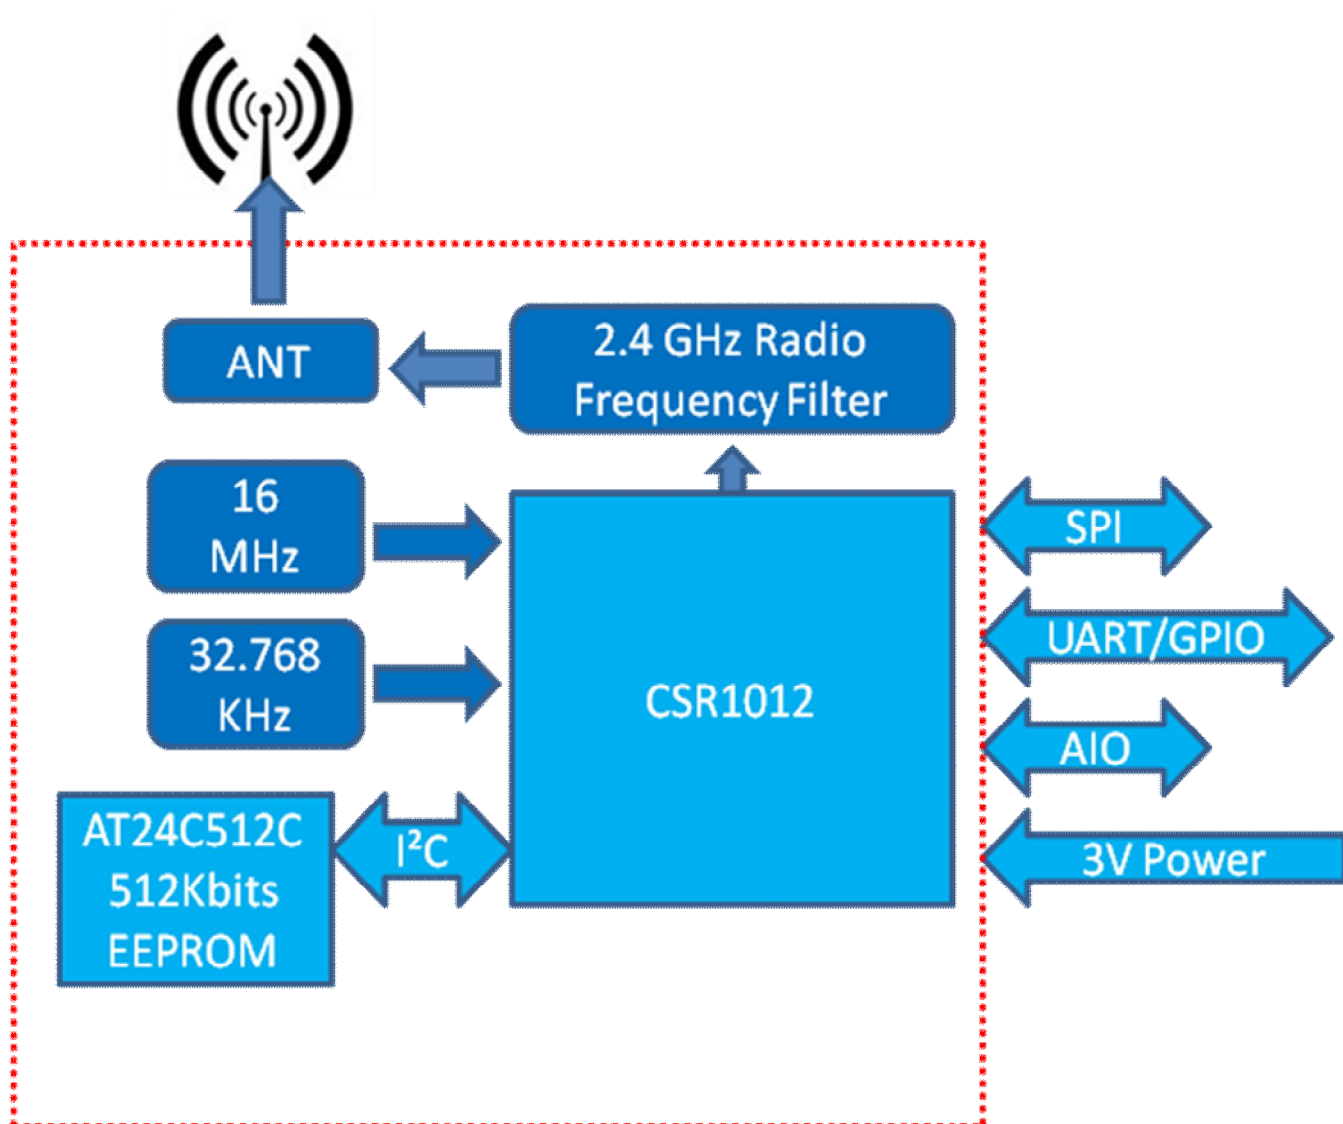 ANT
2.4 GHz Radio
Frequency Filter
16
MHz
32.768
KHz
CSR1012
AT24C512C
512Kbits
EEPROM
I²C
SPI
UART/GPIO
AIO
3V Power